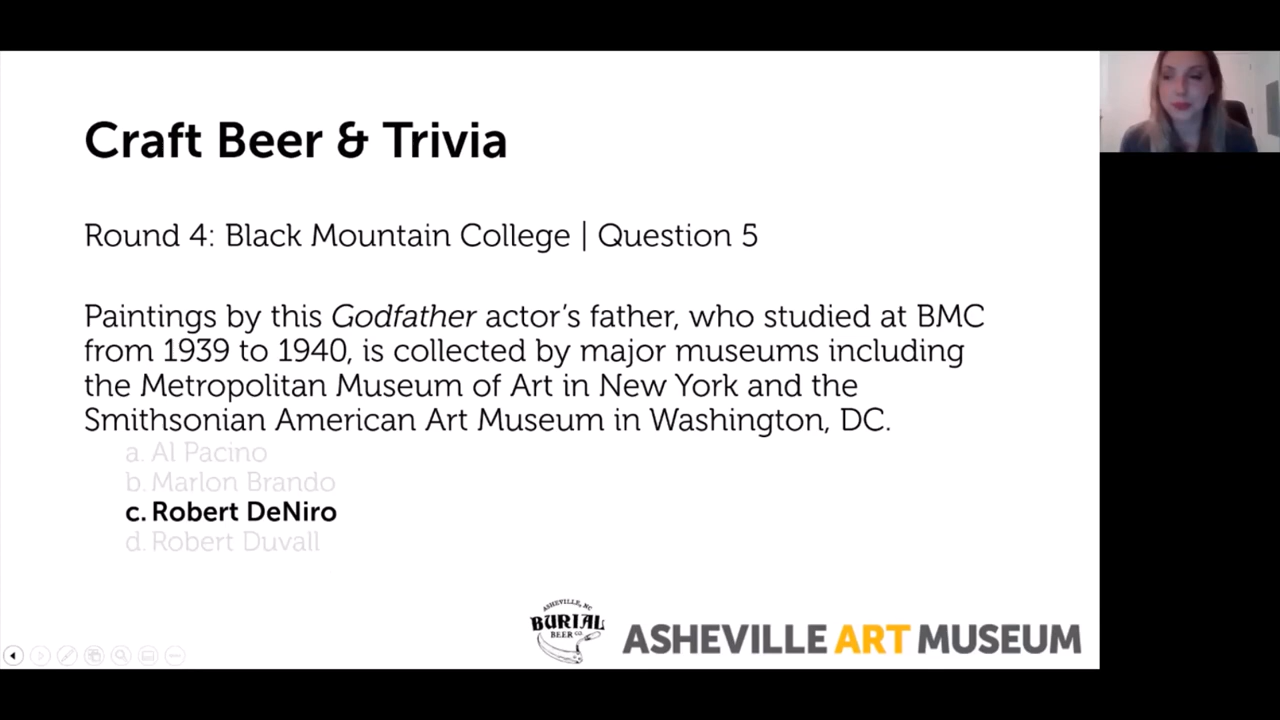 Craft Beer & Trivia
Round 4: Black Mountain College | Question 5
Paintings by this Godfather actor’s father, who studied at BMC
from 1939 to 1940, is collected by major museums including
the Metropolitan Museum of Art in New York and the
Smithsonian American Art Museum in Washington, DC.
a. Al Pacino
b. Marlon Brando
c. Robert DeNiro
d. Robert Duvall
ASHEVILLE, NC
BURIAL
BEER CO.
ASHEVILLE ART MUSEUM